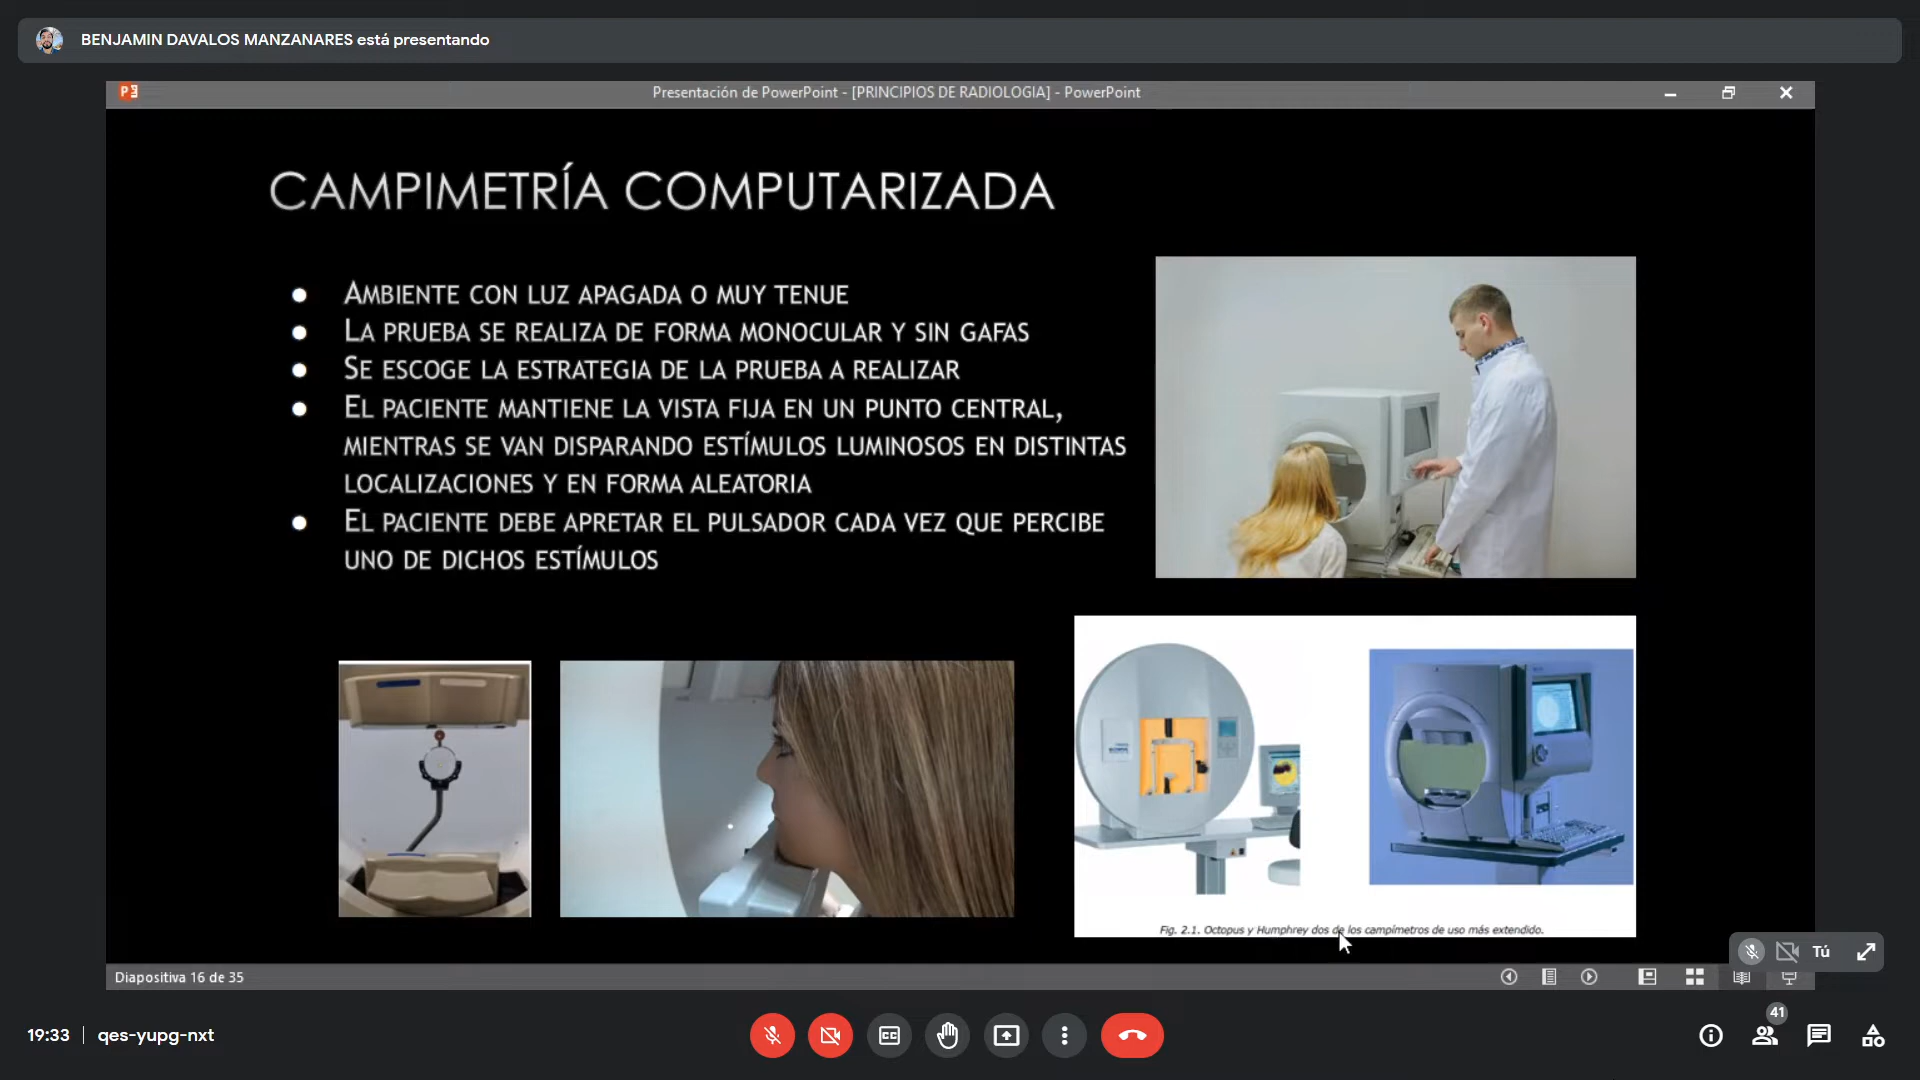 BENJAMIN DAVALOS MANZANARES está presentando
Presentación de PowerPoint - [PRINCIPIOS DE RADIOLOGIA] - PowerPoint
CAMPIMETRÍA COMPUTARIZADA
● AMBIENTE CON LUZ APAGADA O MUY TENUE
● LA PRUEBA SE REALIZA DE FORMA MONOCULAR Y SIN GAFAS
● SE ESCOGE LA ESTRATEGIA DE LA PRUEBA A REALIZAR
● EL PACIENTE MANTIENE LA VISTA FIJA EN UN PUNTO CENTRAL,
MIENTRAS SE VAN DISPARANDO ESTÍMULOS LUMINOSOS EN DISTINTAS
LOCALIZACIONES Y EN FORMA ALEATORIA
● EL PACIENTE DEBE APRETAR EL PULSADOR CADA VEZ QUE PERCIBE
UNO DE DICHOS ESTÍMULOS
Fig. 2.1. Octopus y Humphrey dos de los campímetros de uso más extendido.
Tú
Diapositiva 16 de 35
19:33 | qes-yupg-nxt
CC
41